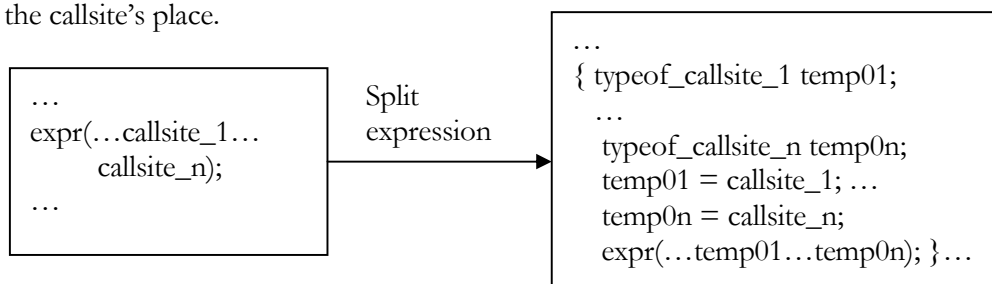 the callsite’s place.
…
expr(…callsite_1…
callsite_n);
…
Split
expression
…
{ typeof_callsite_1 temp01;
…
typeof_callsite_n temp0n;
temp01 = callsite_1; …
temp0n = callsite_n;
expr(…temp01…temp0n); }…